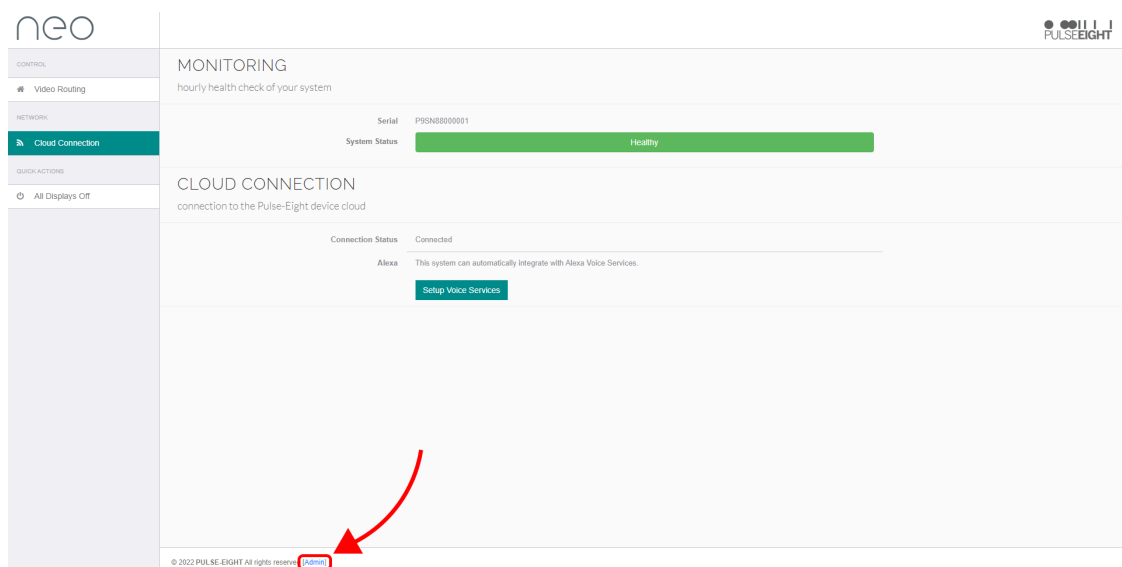 neo
PULSEEIGHT
CONTROL
Video Routing
NETWORK
Cloud Connection
QUICK ACTIONS
All Displays Off
MONITORING
hourly health check of your system
Serial P9SN88000001
System Status Healthy
CLOUD CONNECTION
connection to the Pulse-Eight device cloud
Connection Status Connected
Alexa This system can automatically integrate with Alexa Voice Services.
Setup Voice Services
© 2022 PULSE-EIGHT All rights reserve [Admin]